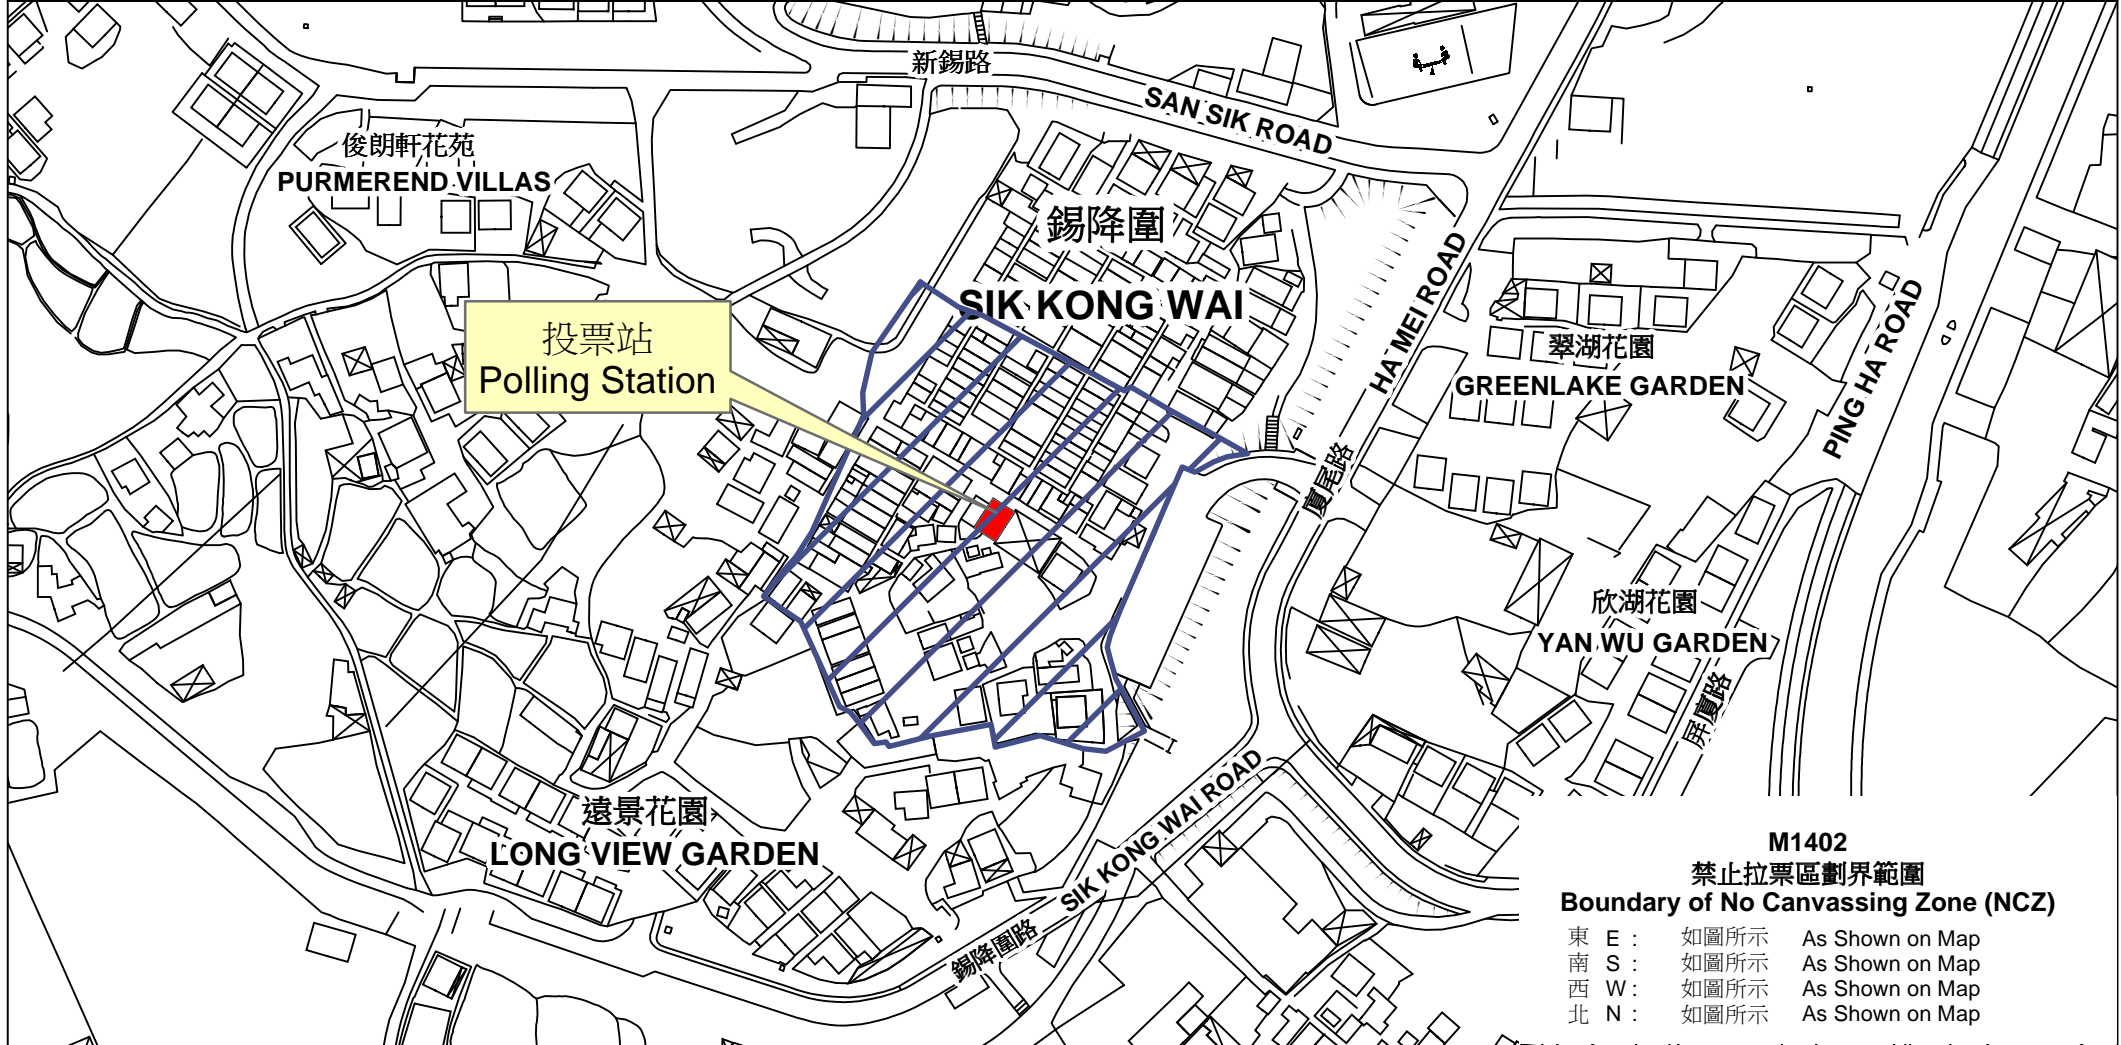 新錫路
SAN SIK ROAD
俊朗軒花苑
PURMEREND VILLAS
錫降圍
SIK KONG WAI
HA MEI ROAD
廈尾路
翠湖花園
GREENLAKE GARDEN
PING HA ROAD
投票站
Polling Station
欣湖花園
YAN WU GARDEN
屏廈路
遠景花園
LONG VIEW GARDEN
SIK KONG WAI ROAD
錫降圍路
M1402
禁止拉票區劃界範圍
Boundary of No Canvassing Zone (NCZ)
東 E : 如圖所示 As Shown on Map
南 S : 如圖所示 As Shown on Map
西 W : 如圖所示 As Shown on Map
北 N : 如圖所示 As Shown on Map